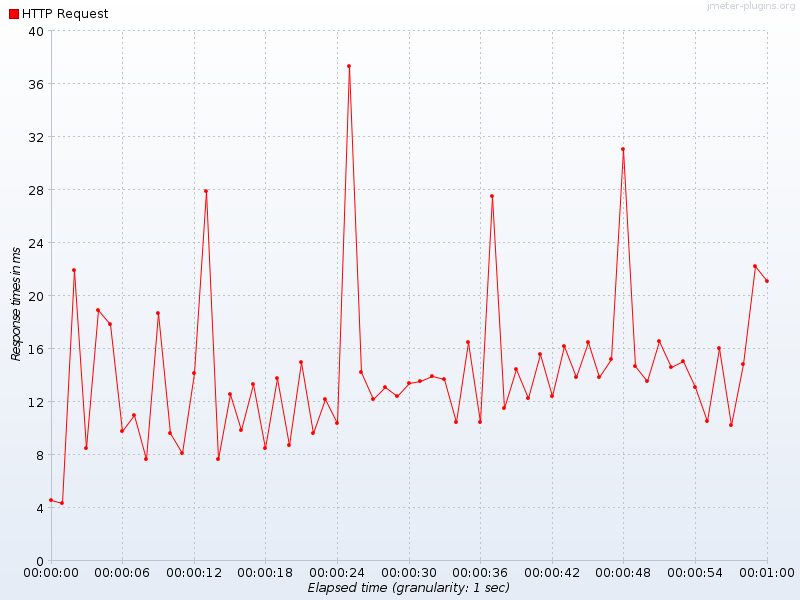 jmeter-plugins.org
HTTP Request
40
36
32
28
24
20
16
12
8
4
0
Response times in ms
00:00:00 00:00:06 00:00:12 00:00:18 00:00:24 00:00:30 00:00:36 00:00:42 00:00:48 00:00:54 00:01:00
Elapsed time (granularity: 1 sec)